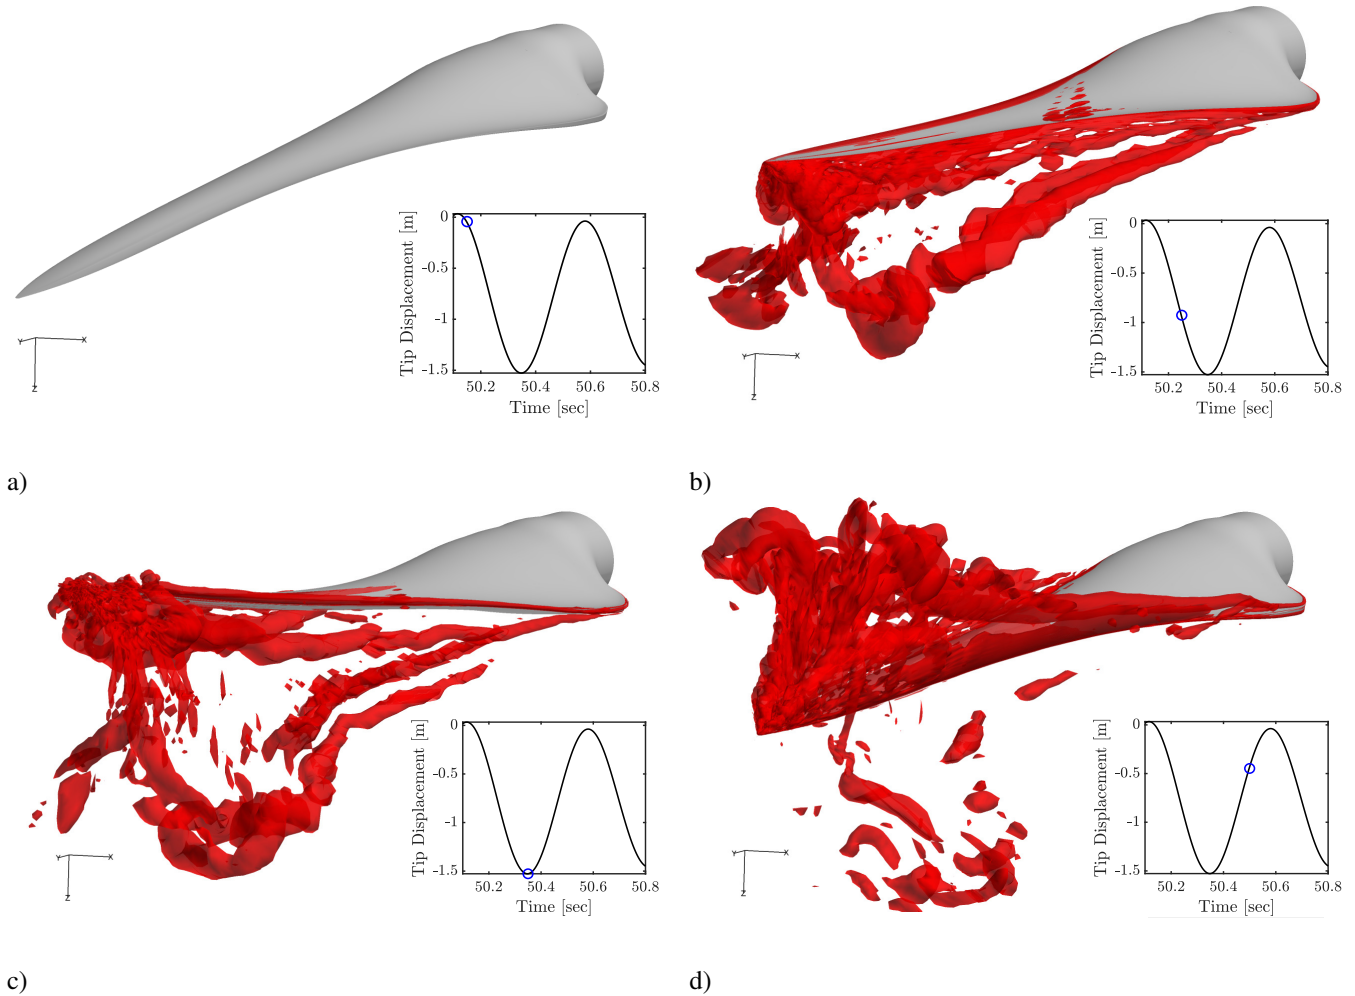 0
-0.5
-1
-1.5
Tip Displacement [m]
50.2 50.4 50.6 50.8
Time [sec]
Y X
Z
a)
0
-0.5
-1
-1.5
Tip Displacement [m]
50.2 50.4 50.6 50.8
Time [sec]
Y X
Z
b)
0
-0.5
-1
-1.5
Tip Displacement [m]
50.2 50.4 50.6 50.8
Time [sec]
Y X
Z
c)
0
-0.5
-1
-1.5
Tip Displacement [m]
50.2 50.4 50.6 50.8
Time [sec]
Y X
Z
d)